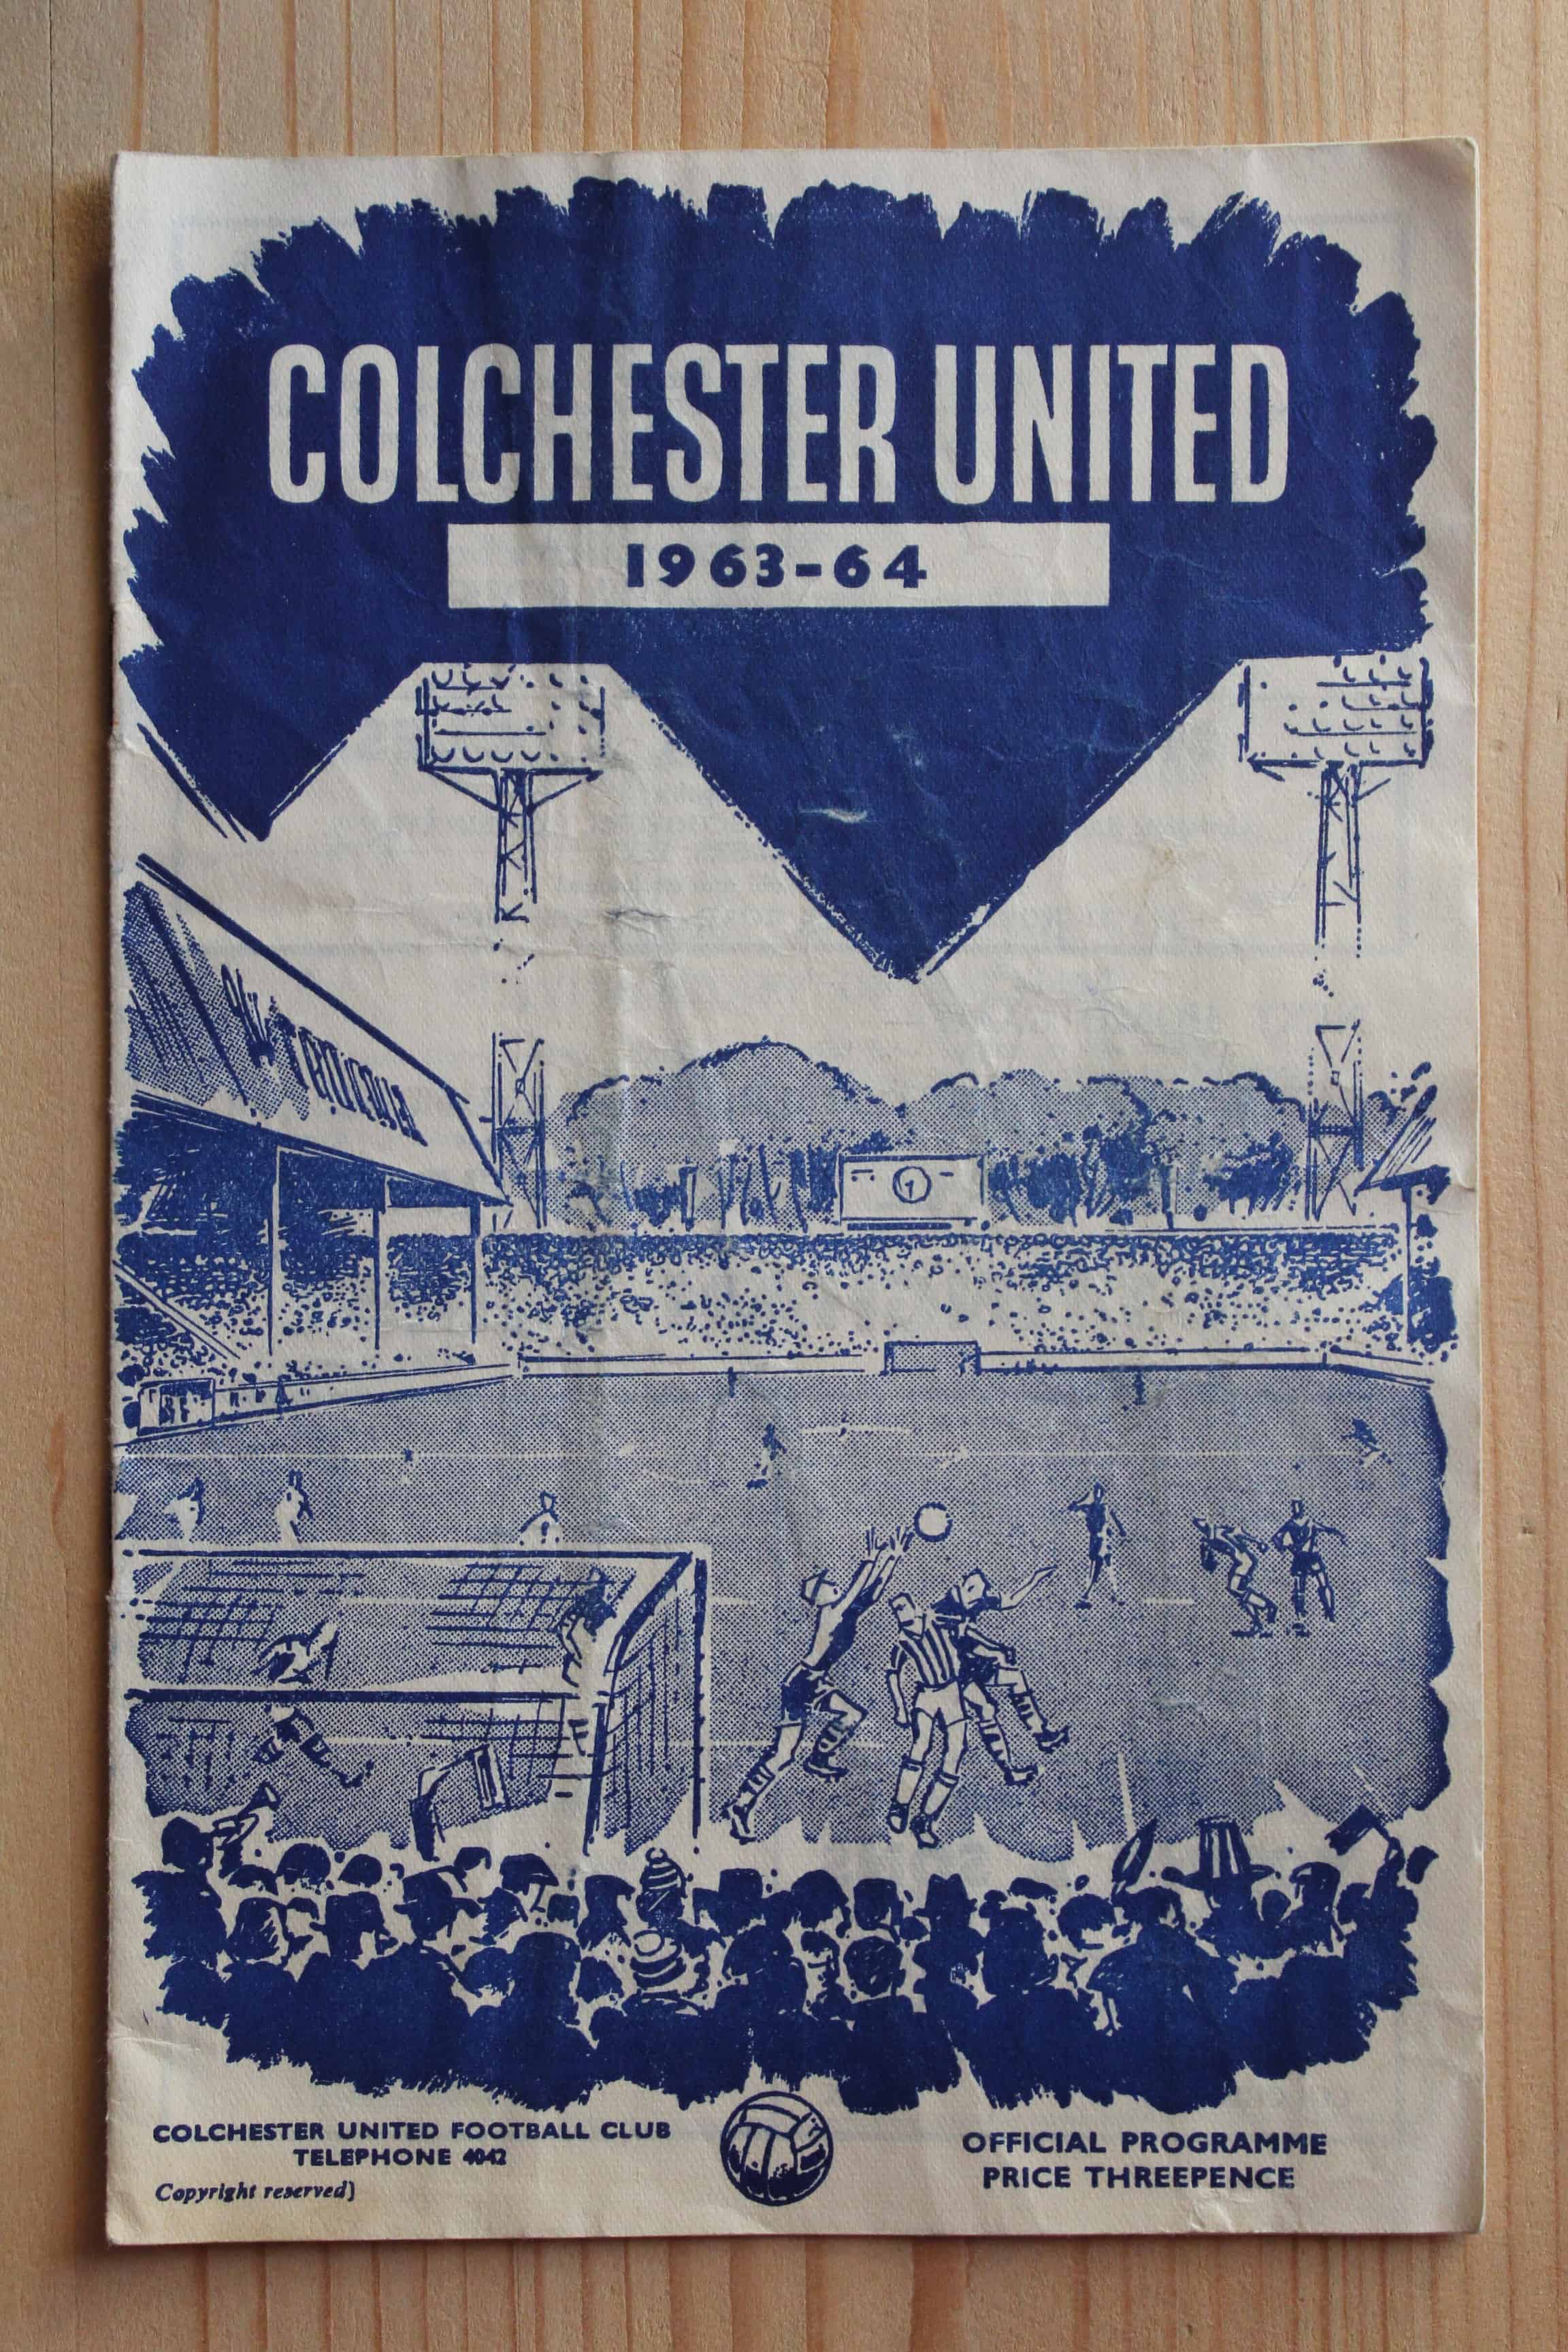 COLCHESTER UNITED
1963-64
COLCHESTER UNITED FOOTBALL CLUB
TELEPHONE 4042
Copyright reserved)
OFFICIAL PROGRAMME
PRICE THREEPENCE